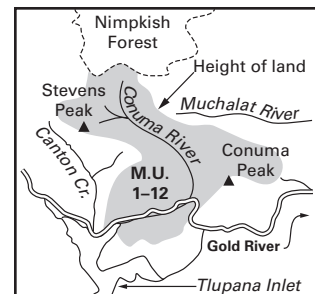 Nimpkish
Forest
Height of land
Stevens
Peak
Conuma River
Muchalat River
Canton Cr.
Conuma
Peak
M.U.
1–12
Gold River
Tlupana Inlet